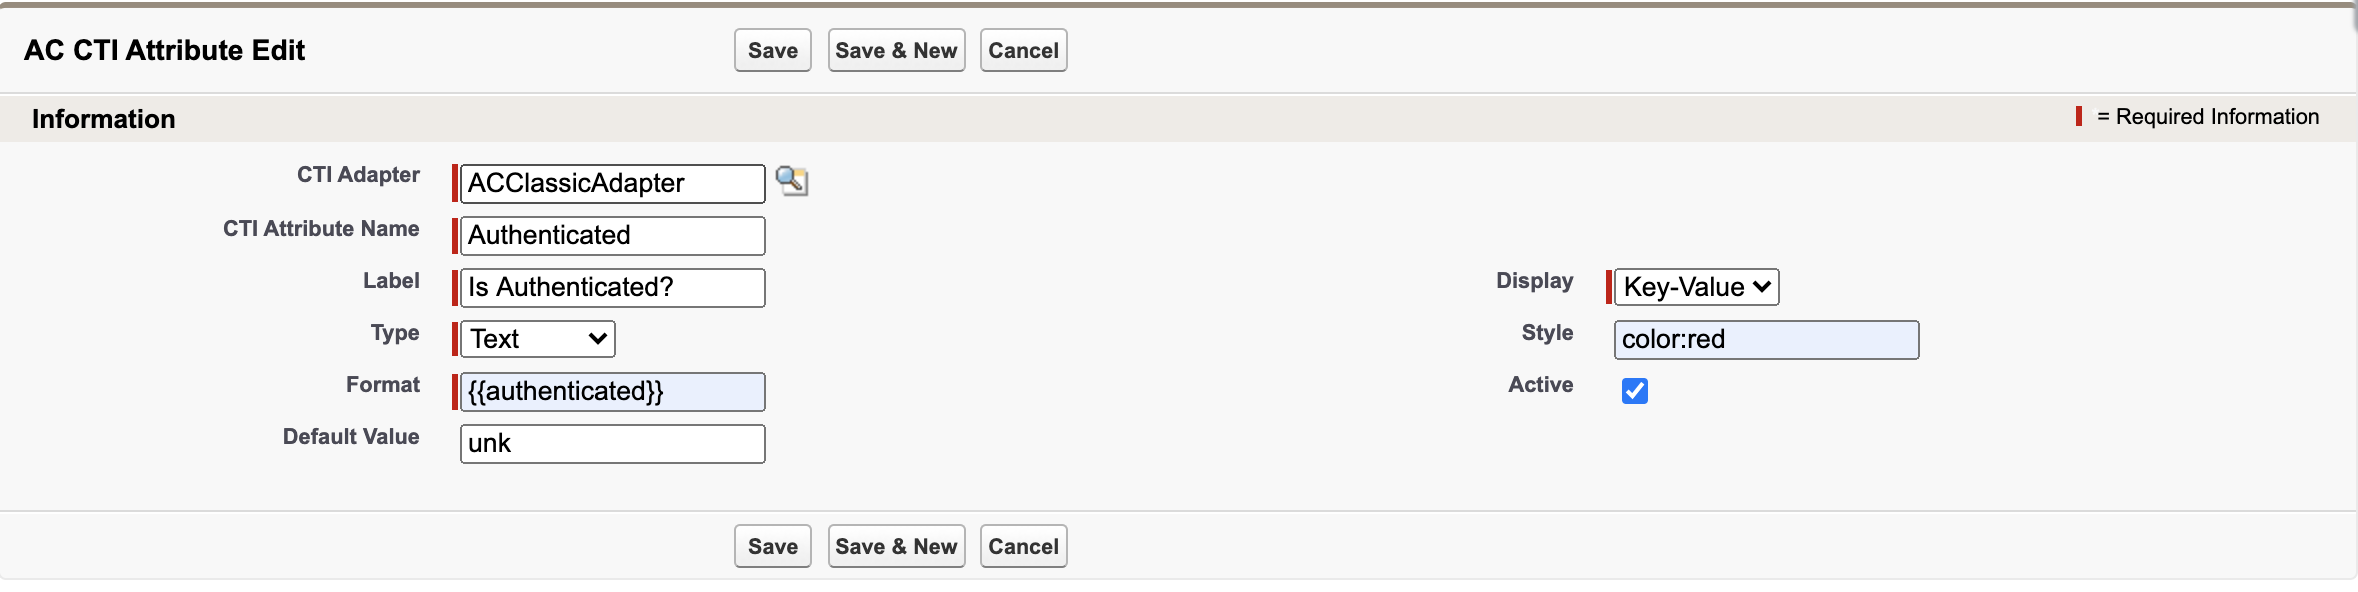 AC CTI Attribute Edit
Save
Save & New
Cancel
Information
= Required Information
CTI Adapter
ACClassicAdapter
CTI Attribute Name
Authenticated
Label
Is Authenticated?
Display
Key-Value
Type
Text
Style
color:red
Format
{{authenticated}}
Active
Default Value
unk
Save
Save & New
Cancel